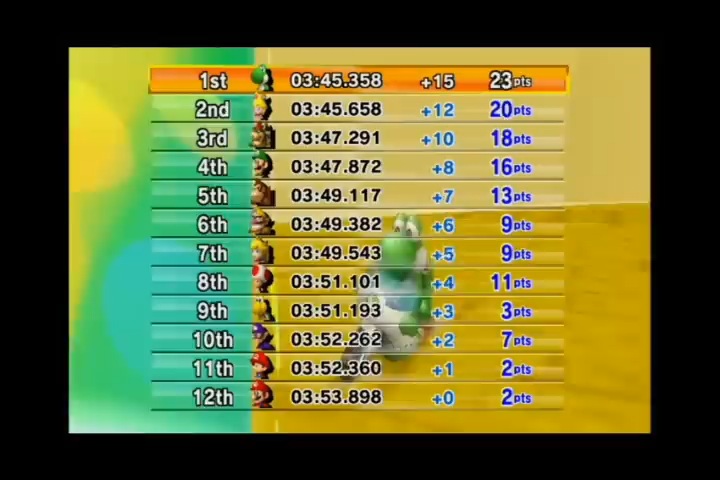 1st 03:45.358 +15 23pts
2nd 03:45.658 +12 20pts
3rd 03:47.291 +10 18pts
4th 03:47.872 +8 16pts
5th 03:49.117 +7 13pts
6th 03:49.382 +6 9pts
7th 03:49.543 +5 9pts
8th 03:51.101 +4 11pts
9th 03:51.193 +3 3pts
10th 03:52.262 +2 7pts
11th 03:52.360 +1 2pts
12th 03:53.898 +0 2pts